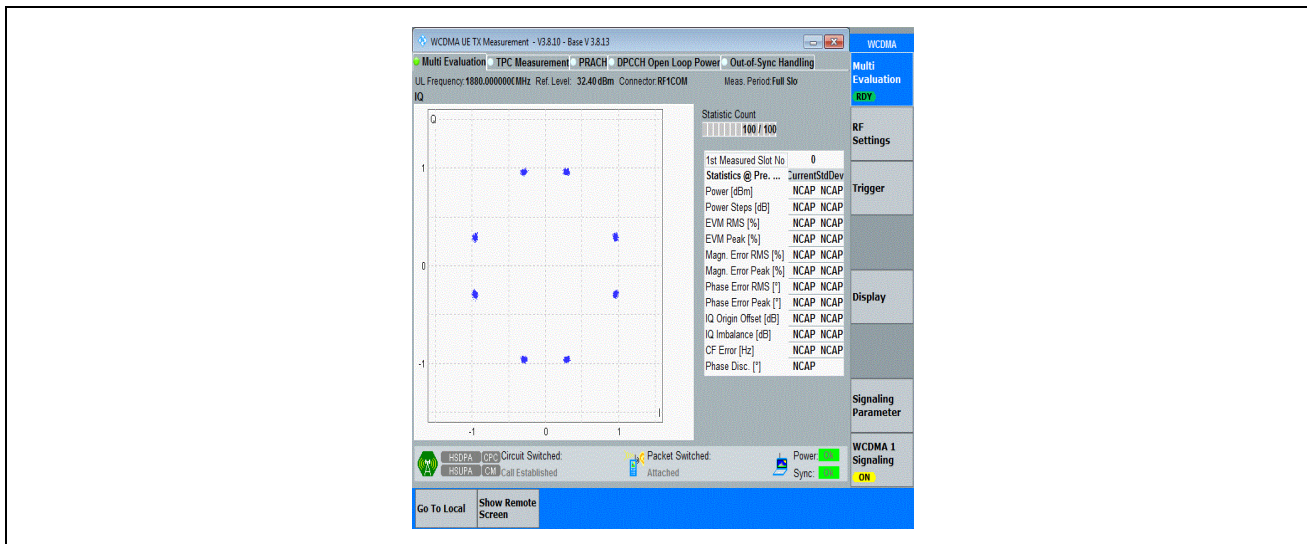 WCDMA UE TX Measurement - V3.8.10 - Base V 3.8.13
WCDMA
Multi Evaluation TPC Measurement PRACH DPCCH Open Loop Power Out-of-Sync Handling
Multi
Evaluation
RDY
UL Frequency: 1880.000000 MHz Ref. Level: 32.40 dBm Connector: RF1COM Meas. Period: Full Slo
IQ
Q
1
0
-1
-1 0 1
I
Statistic Count
100 / 100
1st Measured Slot No 0
Statistics @ Pre. ... Current StdDev
Power [dBm] NCAP NCAP
Power Steps [dB] NCAP NCAP
EVM RMS [%] NCAP NCAP
EVM Peak [%] NCAP NCAP
Magn. Error RMS [%] NCAP NCAP
Magn. Error Peak [%] NCAP NCAP
Phase Error RMS [°] NCAP NCAP
Phase Error Peak [°] NCAP NCAP
IQ Origin Offset [dB] NCAP NCAP
IQ Imbalance [dB] NCAP NCAP
CF Error [Hz] NCAP NCAP
Phase Disc. [°] NCAP
RF
Settings
Trigger
Display
Signaling
Parameter
WCDMA 1
Signaling
ON
HSDPA CPC Circuit Switched: Packet Switched: Power: OK
HSUPA CM Call Established Attached Sync: OK
Go To Local
Show Remote
Screen